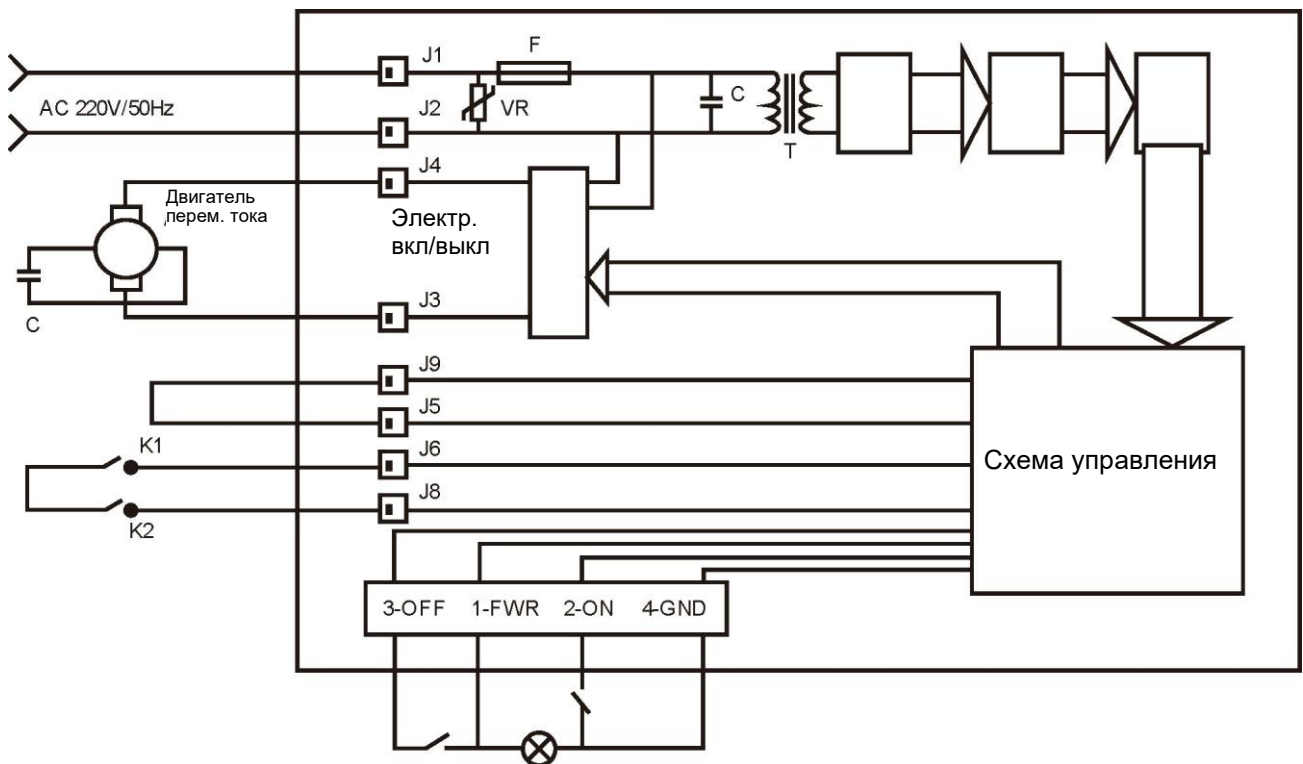 J1
F
AC 220V/50Hz
J2
VR
C
T
J4
Двигатель
перем. тока
Электр.
вкл/выкл
J3
C
J9
J5
K1
J6
Схема управления
J8
K2
3-OFF 1-FWR 2-ON 4-GND